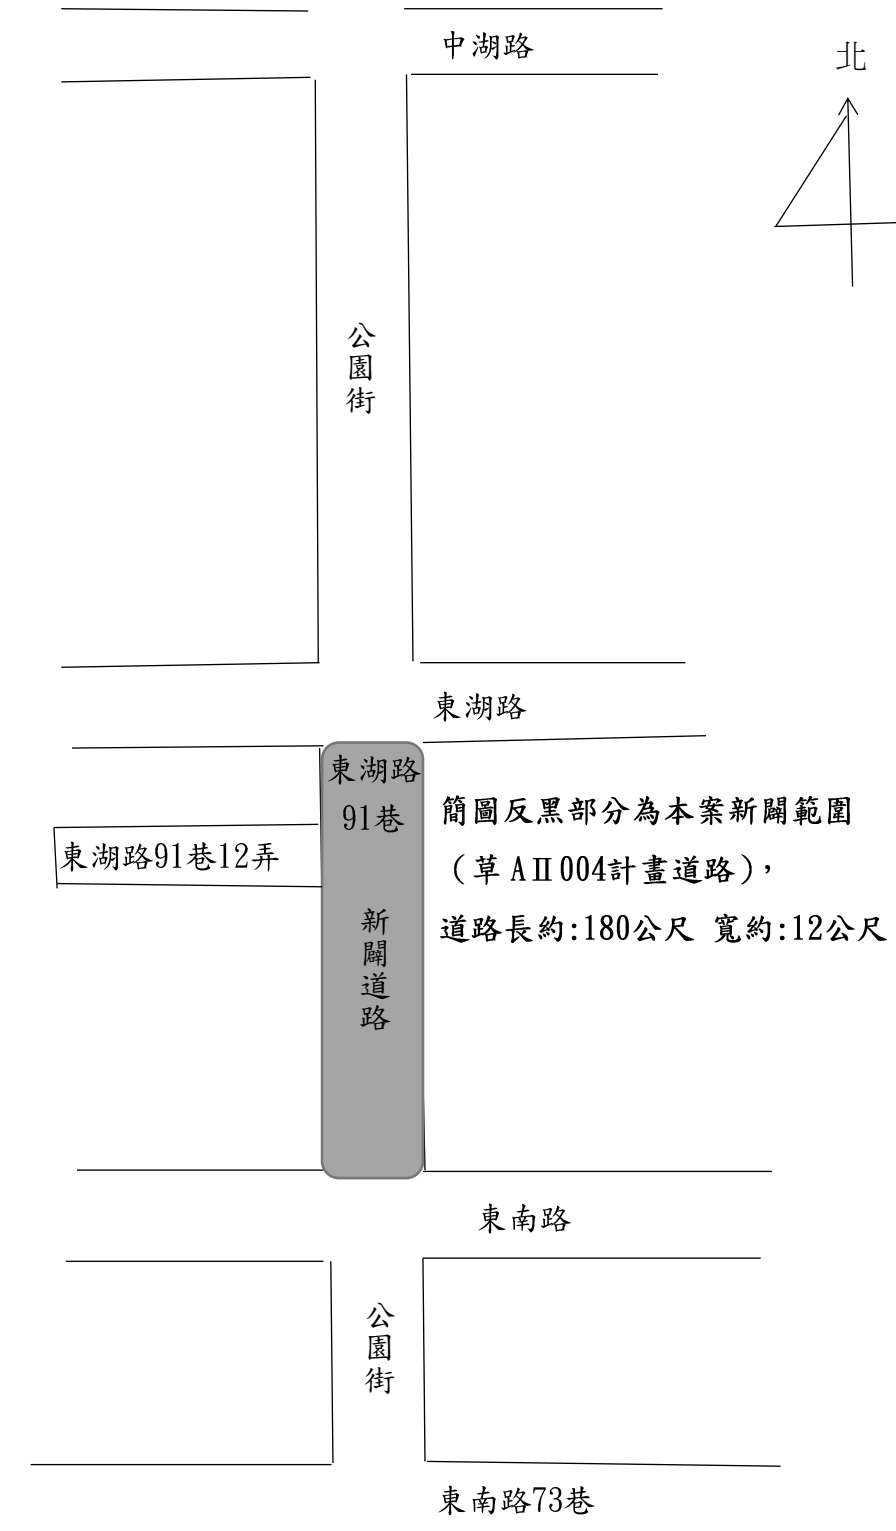 中湖路
北
公園街
東湖路
東湖路
91巷
簡圖反黑部分為本案新闢範圍
（草 AⅡ004計畫道路），
道路長約:180公尺 寬約:12公尺
東湖路91巷12弄
新闢道路
東南路
公園街
東南路73巷